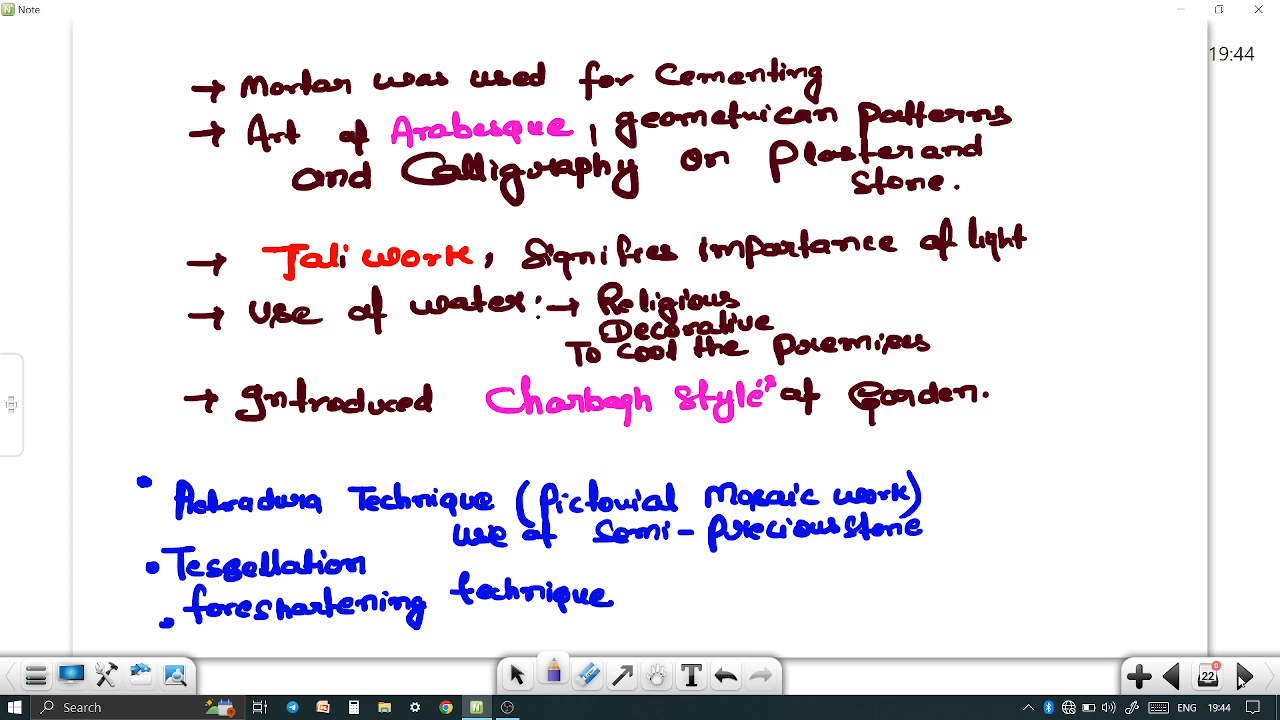 Note
19:44
→ Mortar was used for Cementing
→ Art of Arabesque, geometrican patterns
and Calligraphy on Plaster and
Stone.
→ Jali work, Signifies importance of light
→ Use of water: → Religious
Decorative
To cool the premises
→ Introduced Charbagh Style" of Garden.
• Pietradura Technique (Pictorial Mosaic work)
use of semi-precious stone
• Tessellation
• foreshortening technique
22
Search
ENG
19:44